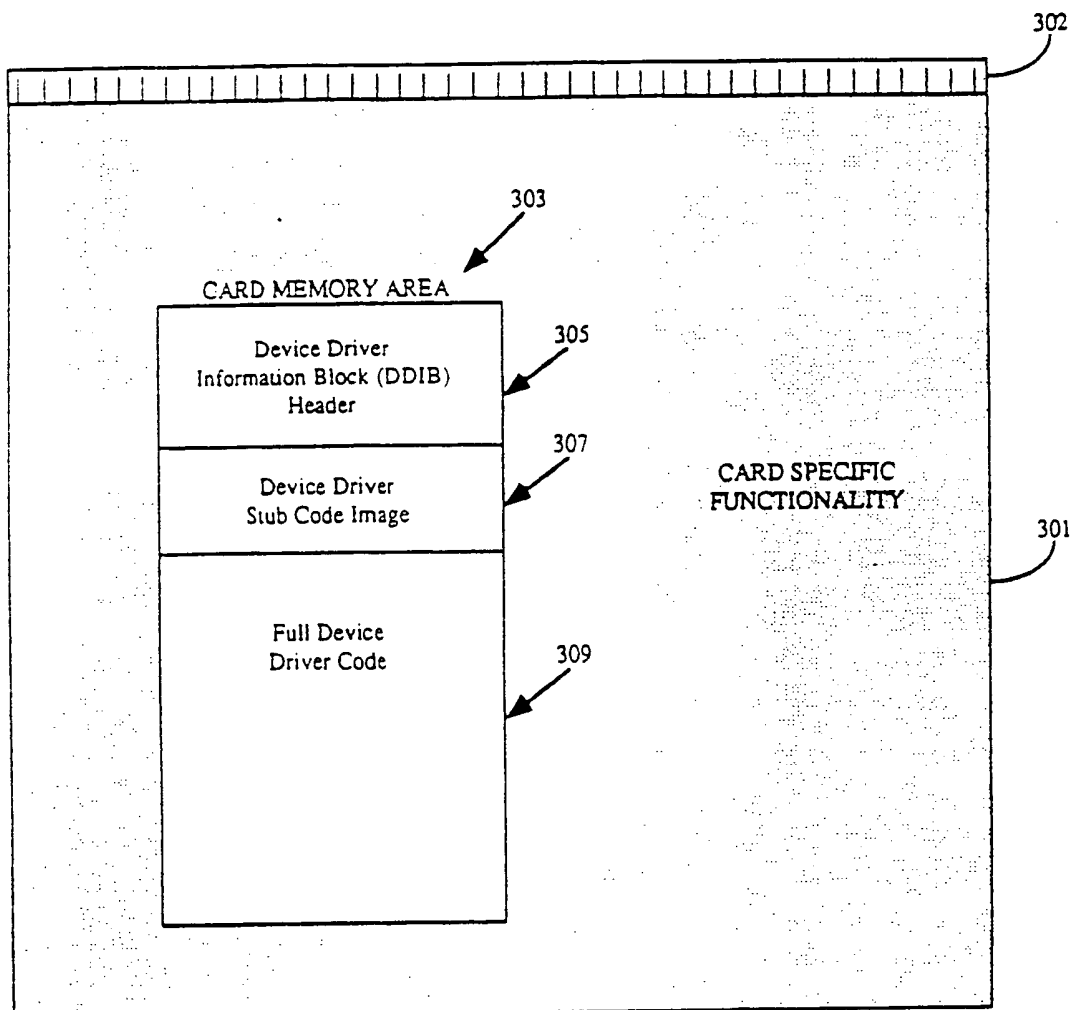 302
303
CARD MEMORY AREA
Device Driver
Information Block (DDIB)
Header
305
307
Device Driver
Stub Code Image
CARD SPECIFIC
FUNCTIONALITY
301
Full Device
Driver Code
309